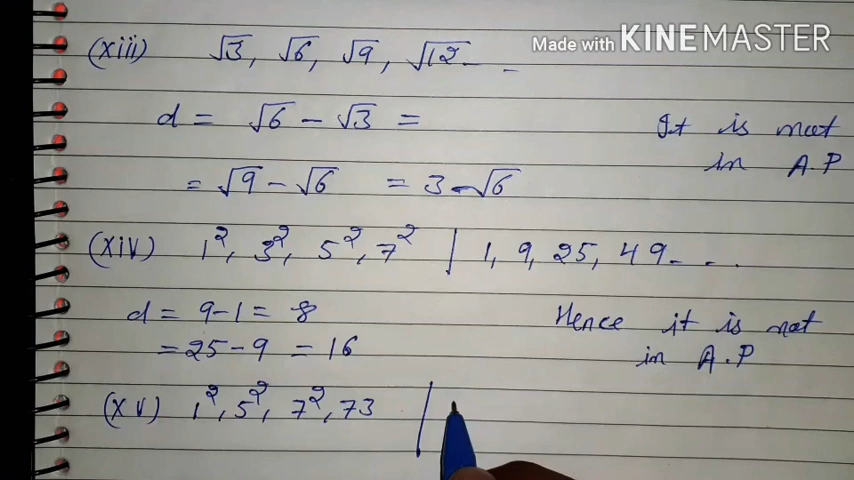 Made with KINEMASTER
(xiii) √3, √6, √9, √12 - -
d = √6 - √3 =
It is not
in A.P
= √9 - √6 = 3 - √6
(xiv) 1², 3², 5², 7² | 1, 9, 25, 49 - - .
d = 9-1 = 8
Hence it is not
= 25-9 = 16
in A.P
(xv) 1², 5², 7², 73 |